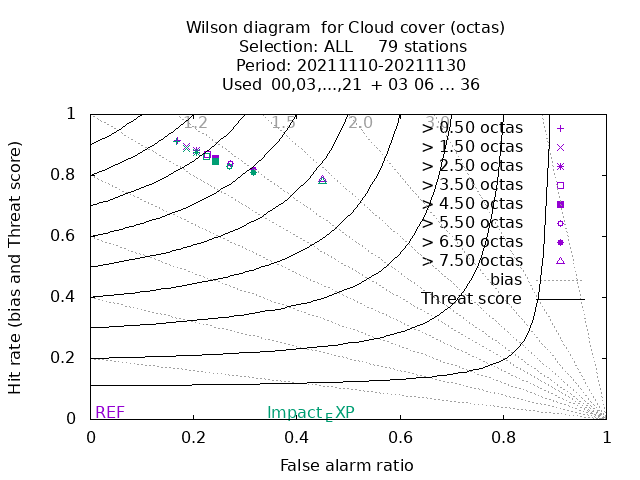 Wilson diagram  for Cloud cover (octas)
Selection: ALL     79 stations
Period: 20211110-20211130
Used  00,03,...,21  + 03 06 ... 36
Hit rate (bias and Threat score)
1
0.8
0.6
0.4
0.2
0
1.2
1.5
2.0
3.0
> 0.50 octas
> 1.50 octas
> 2.50 octas
> 3.50 octas
> 4.50 octas
> 5.50 octas
> 6.50 octas
> 7.50 octas
bias
Threat score
REF
Impact_EXP
0 0.2 0.4 0.6 0.8 1
False alarm ratio